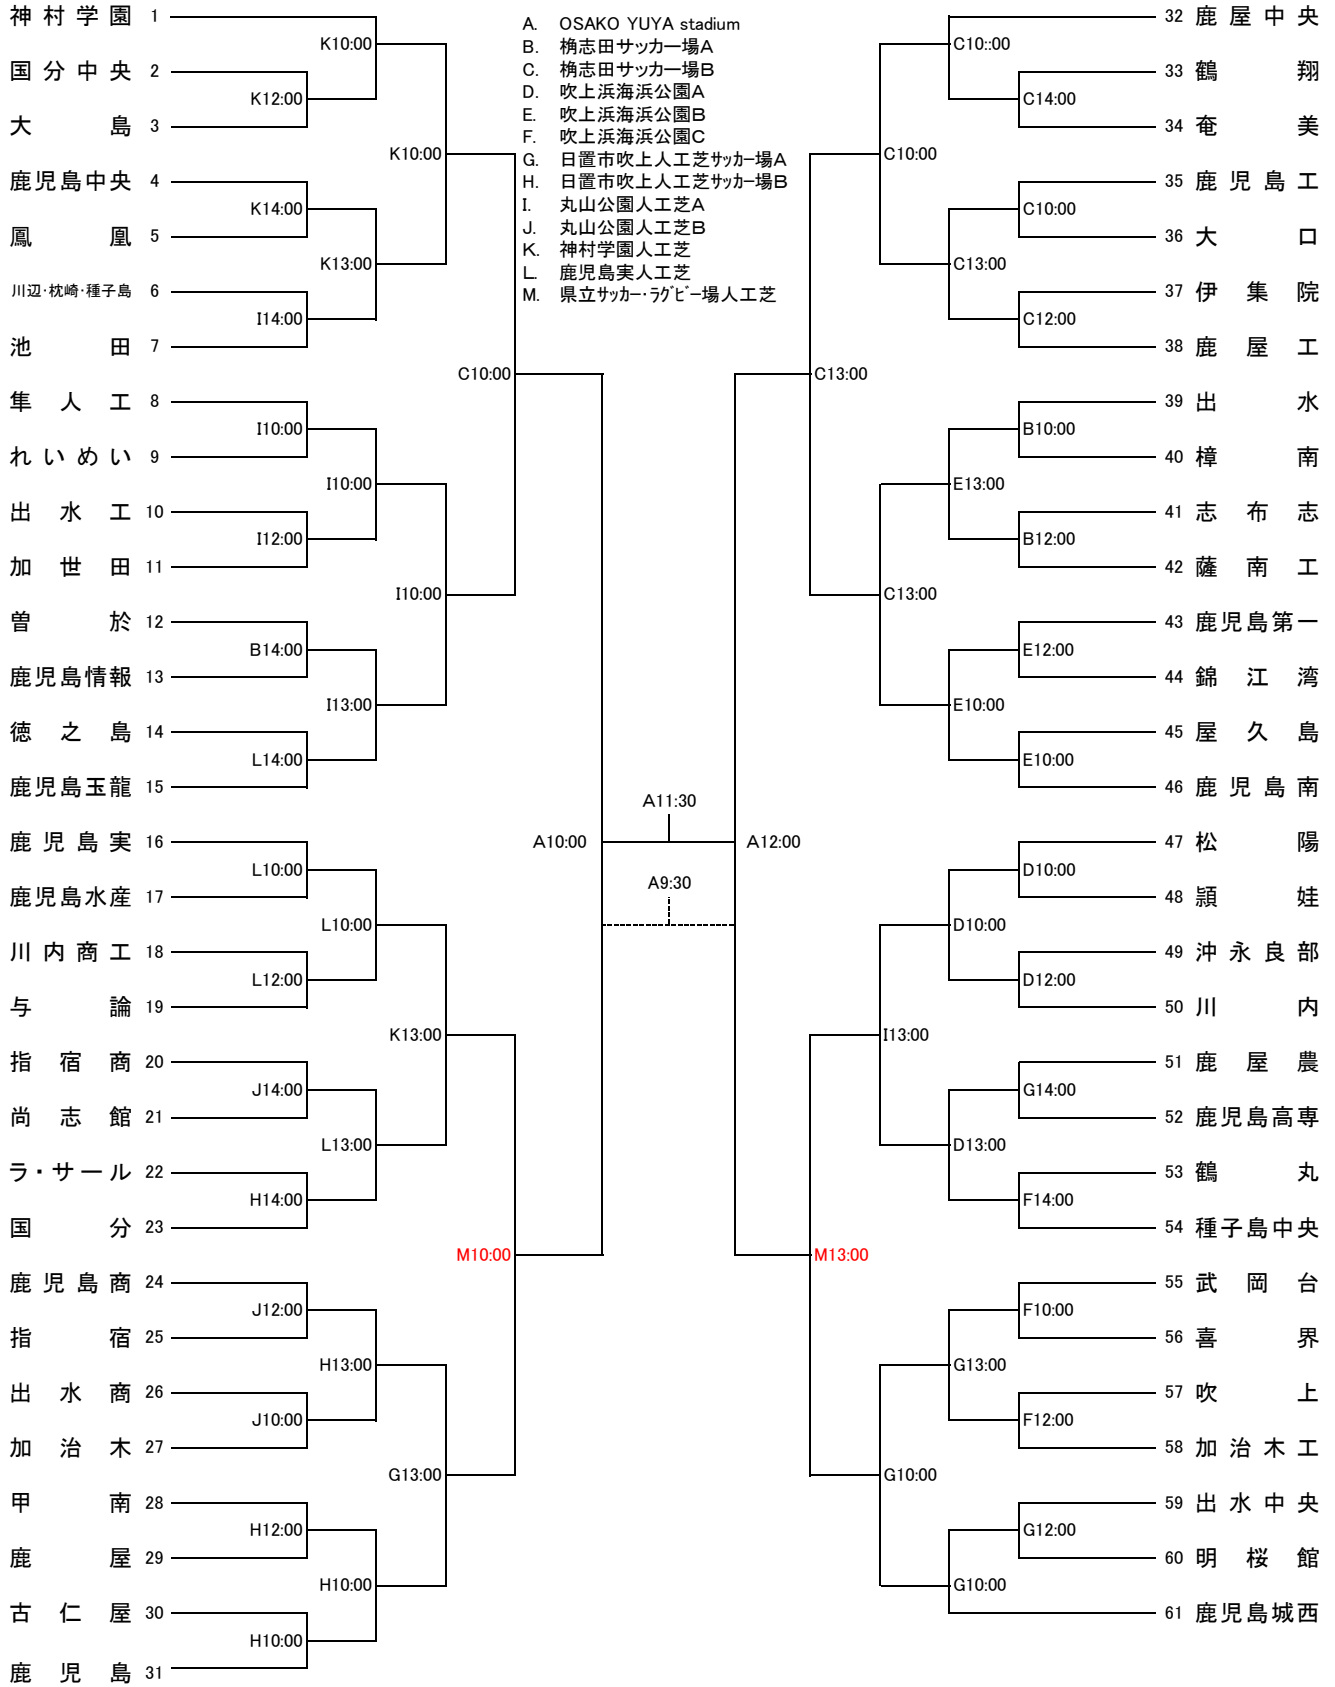 神村学園 1
K10:00
国分中央 2
K12:00
大島 3
K10:00
鹿児島中央 4
K14:00
鳳凰 5
K13:00
川辺・枕崎・種子島 6
I14:00
池田 7
C10:00
隼人工 8
I10:00
れいめい 9
I10:00
出水工 10
I12:00
加世田 11
I10:00
曽於 12
B14:00
鹿児島情報 13
I13:00
徳之島 14
L14:00
鹿児島玉龍 15
A10:00
鹿児島実 16
L10:00
鹿児島水産 17
L10:00
川内商工 18
L12:00
与論 19
K13:00
指宿商 20
J14:00
尚志館 21
L13:00
ラ・サール 22
H14:00
国分 23
M10:00
鹿児島商 24
J12:00
指宿 25
H13:00
出水商 26
J10:00
加治木 27
G13:00
甲南 28
H12:00
鹿屋 29
H10:00
古仁屋 30
H10:00
鹿児島 31
A. OSAKO YUYA stadium
B. 桷志田サッカー場A
C. 桷志田サッカー場B
D. 吹上浜海浜公園A
E. 吹上浜海浜公園B
F. 吹上浜海浜公園C
G. 日置市吹上人工芝サッカー場A
H. 日置市吹上人工芝サッカー場B
I. 丸山公園人工芝A
J. 丸山公園人工芝B
K. 神村学園人工芝
L. 鹿児島実人工芝
M. 県立サッカー・ラグビー場人工芝
A11:30
A9:30
32 鹿屋中央
C10::00
33 鶴翔
C14:00
34 奄美
C10:00
35 鹿児島工
C10:00
36 大口
C13:00
37 伊集院
C12:00
38 鹿屋工
C13:00
39 出水
B10:00
40 樟南
E13:00
41 志布志
B12:00
42 薩南工
C13:00
43 鹿児島第一
E12:00
44 錦江湾
E10:00
45 屋久島
E10:00
46 鹿児島南
A12:00
47 松陽
D10:00
48 頴娃
D10:00
49 沖永良部
D12:00
50 川内
I13:00
51 鹿屋農
G14:00
52 鹿児島高専
D13:00
53 鶴丸
F14:00
54 種子島中央
M13:00
55 武岡台
F10:00
56 喜界
G13:00
57 吹上
F12:00
58 加治木工
G10:00
59 出水中央
G12:00
60 明桜館
G10:00
61 鹿児島城西